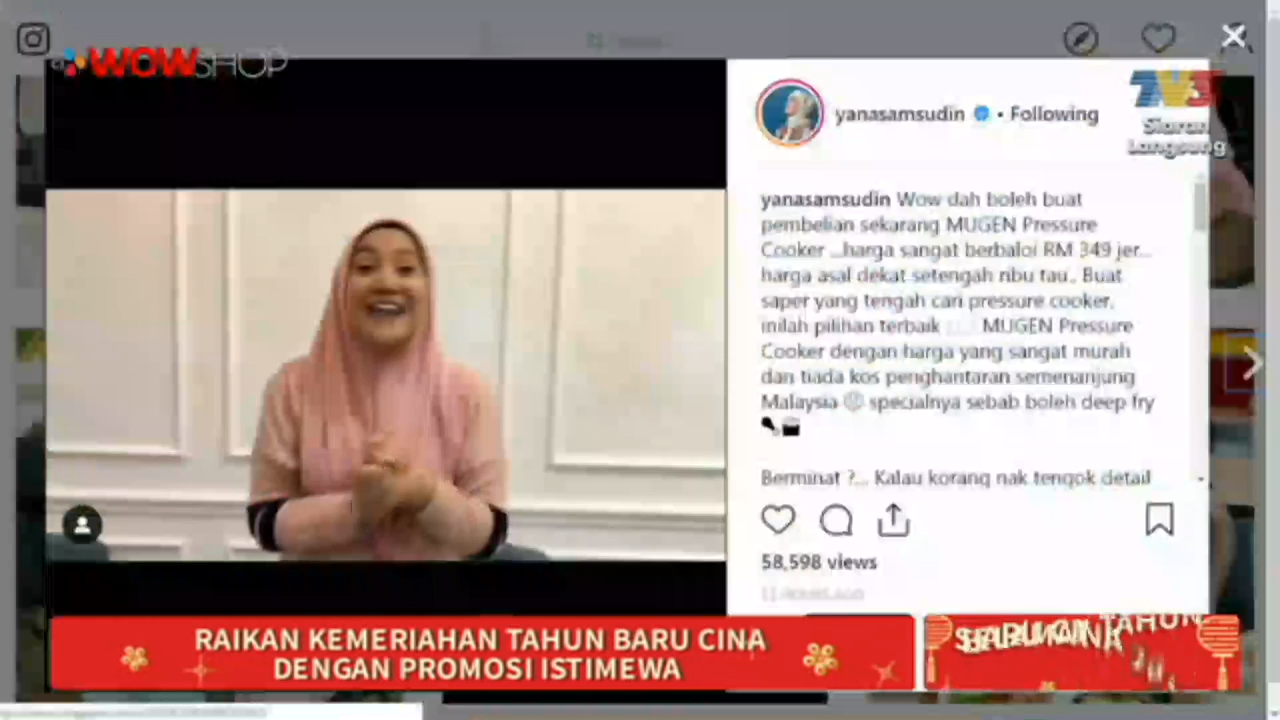 WOWSHOP
TV3
Siaran
Langsung
yanasamsudin • Following
yanasamsudin Wow dah boleh buat
pembelian sekarang MUGEN Pressure
Cooker ...harga sangat berbaloi RM 349 jer...
harga asal dekat setengah ribu tau.. Buat
saper yang tengah cari pressure cooker,
inilah pilihan terbaik MUGEN Pressure
Cooker dengan harga yang sangat murah
dan tiada kos penghantaran semenanjung
Malaysia specialnya sebab boleh deep fry
Berminat ?... Kalau korang nak tengok detail
58,598 views
RAIKAN KEMERIAHAN TAHUN BARU CINA
DENGAN PROMOSI ISTIMEWA
TAHUN